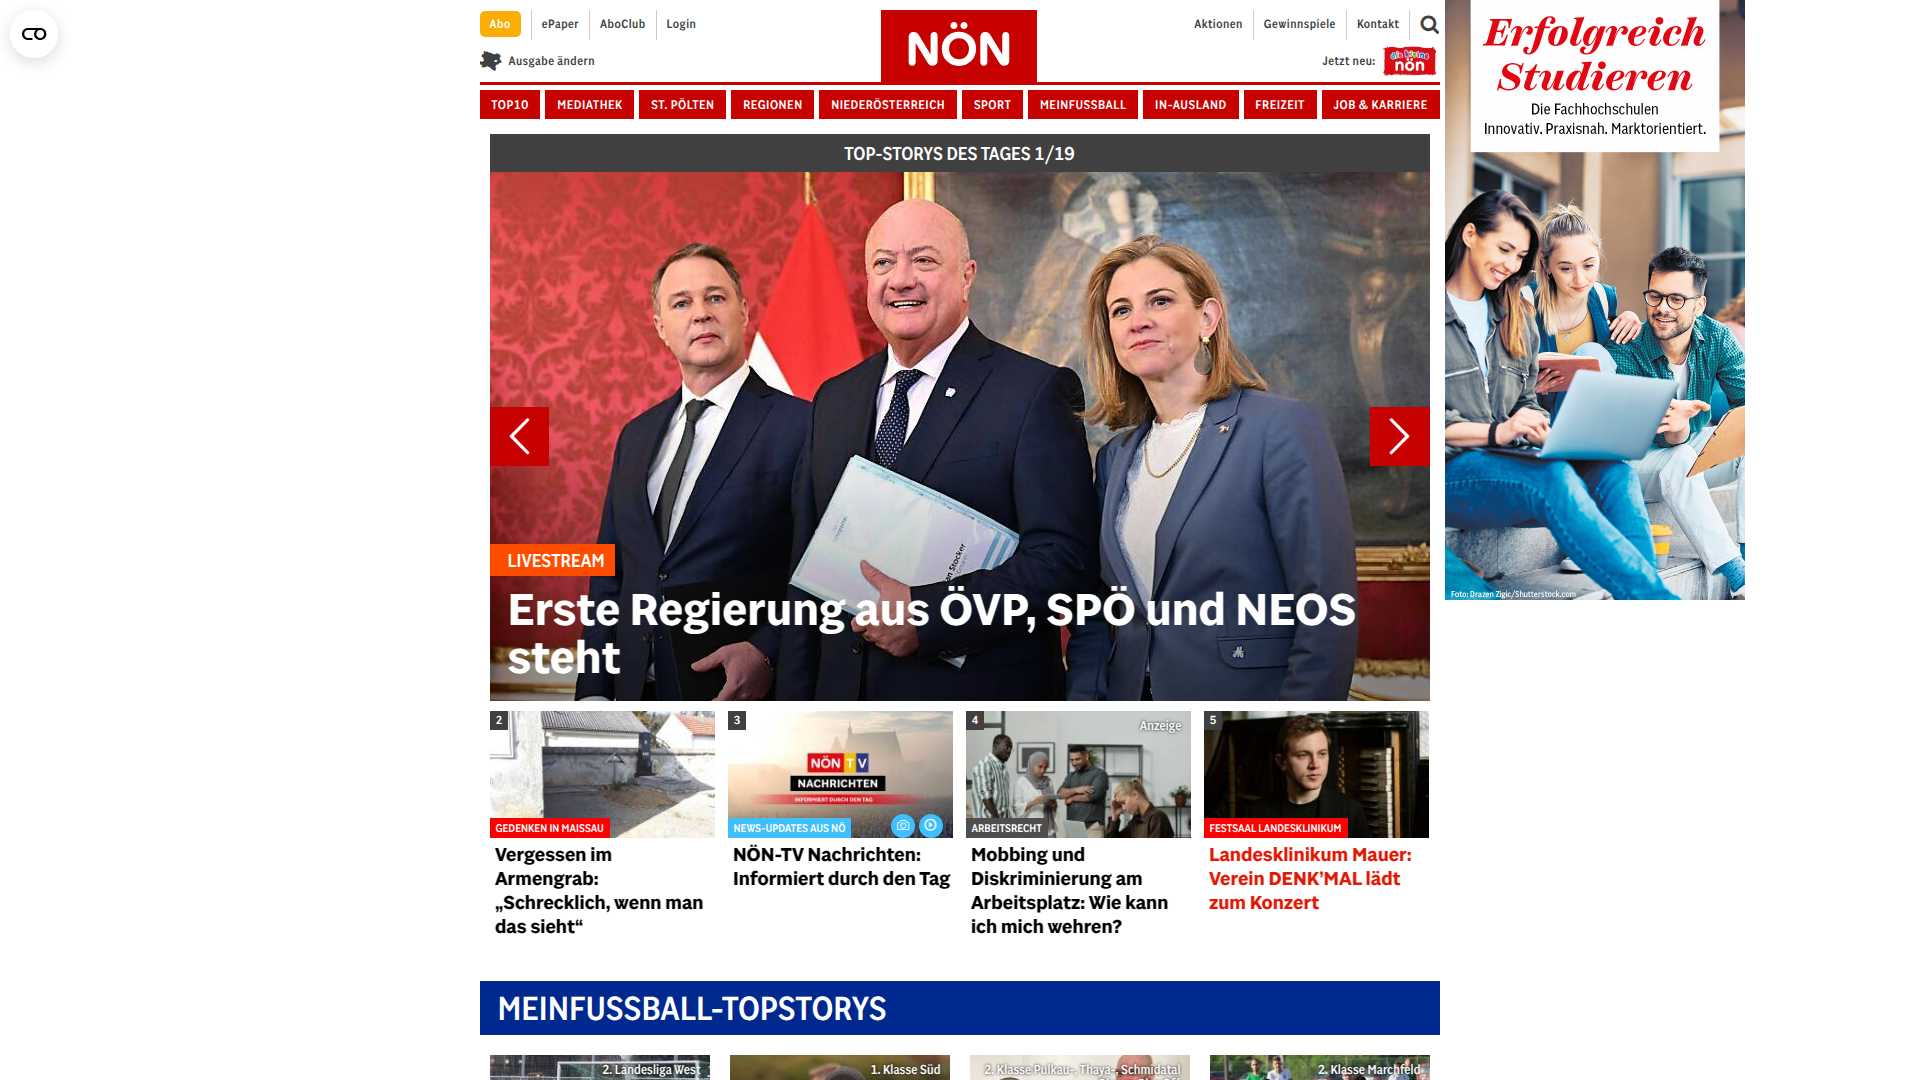 Abo
ePaper
AboClub
Login
NÖN
Aktionen
Gewinnspiele
Kontakt
Ausgabe ändern
Jetzt neu:
die kleine
nön
TOP10
MEDIATHEK
ST. PÖLTEN
REGIONEN
NIEDERÖSTERREICH
SPORT
MEINFUSSBALL
IN-AUSLAND
FREIZEIT
JOB & KARRIERE
Erfolgreich
Studieren
Die Fachhochschulen
Innovativ. Praxisnah. Marktorientiert.
Foto: Drazen Zigic/Shutterstock.com
TOP-STORYS DES TAGES 1/19
an Stocker
LIVESTREAM
Erste Regierung aus ÖVP, SPÖ und NEOS
steht
2
GEDENKEN IN MAISSAU
Vergessen im
Armengrab:
„Schrecklich, wenn man
das sieht“
3
NÖN TV
NACHRICHTEN
INFORMIERT DURCH DEN TAG
NEWS-UPDATES AUS NÖ
NÖN-TV Nachrichten:
Informiert durch den Tag
4
Anzeige
ARBEITSRECHT
Mobbing und
Diskriminierung am
Arbeitsplatz: Wie kann
ich mich wehren?
5
FESTSAAL LANDESKLINIKUM
Landesklinikum Mauer:
Verein DENK’MAL lädt
zum Konzert
MEINFUSSBALL-TOPSTORYS
2. Landesliga West
1. Klasse Süd
2. Klasse Pulkau-, Thaya-, Schmidatal
2. Klasse Marchfeld